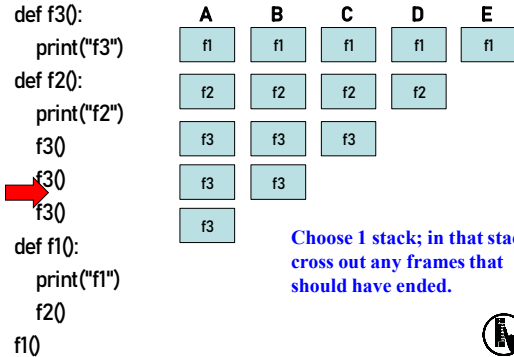 def f3():
print("f3")
def f2():
print("f2")
f3()
f3()
f3()
def f1():
print("f1")
f2()
f1()
A B C D E
f1 f1 f1 f1 f1
f2 f2 f2 f2
f3 f3 f3
f3 f3
f3
Choose 1 stack; in that stac
cross out any frames that
should have ended.